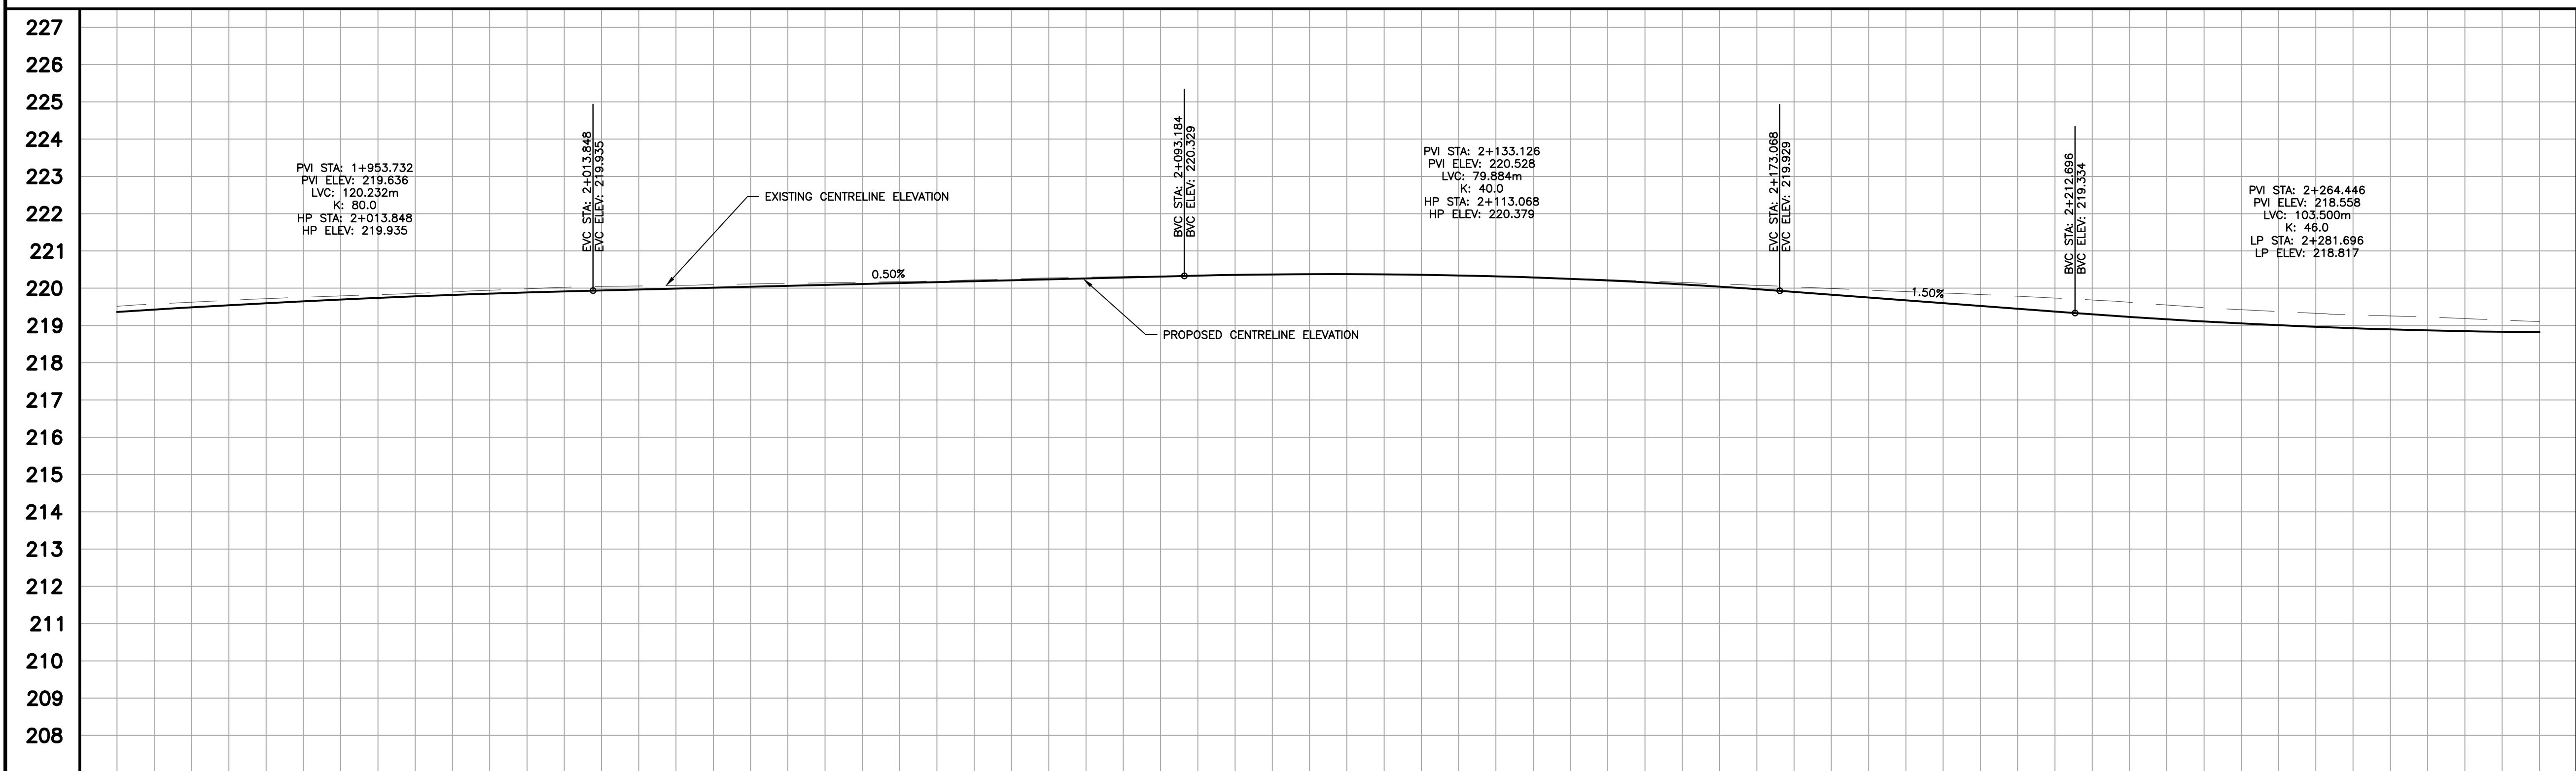 227
226
225
224
223
222
221
220
219
218
217
216
215
214
213
212
211
210
209
208
PVI STA: 1+953.732
PVI ELEV: 219.636
LVC: 120.232m
K: 80.0
HP STA: 2+013.848
HP ELEV: 219.935
EVC STA: 2+013.848
EVC ELEV: 219.935
EXISTING CENTRELINE ELEVATION
0.50%
PROPOSED CENTRELINE ELEVATION
BVC STA: 2+093.184
BVC ELEV: 220.329
PVI STA: 2+133.126
PVI ELEV: 220.528
LVC: 79.884m
K: 40.0
HP STA: 2+113.068
HP ELEV: 220.379
EVC STA: 2+173.068
EVC ELEV: 219.929
1.50%
BVC STA: 2+212.696
BVC ELEV: 219.334
PVI STA: 2+264.446
PVI ELEV: 218.558
LVC: 103.500m
K: 46.0
LP STA: 2+281.696
LP ELEV: 218.817